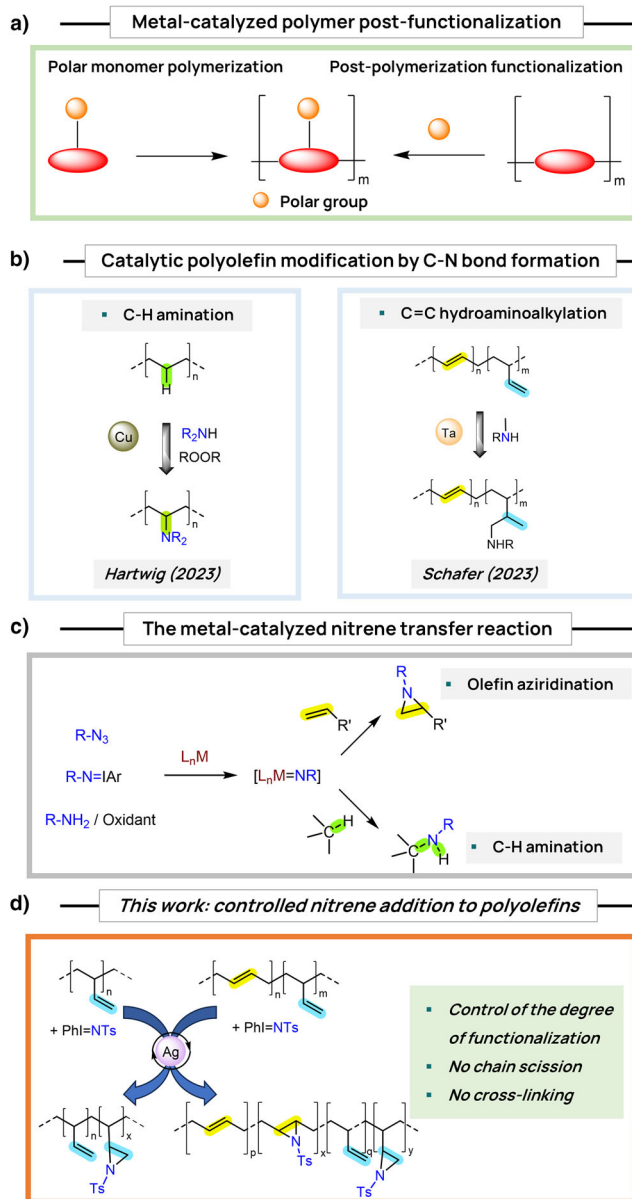 a)
Metal-catalyzed polymer post-functionalization
Polar monomer polymerization
Post-polymerization functionalization
m
m
Polar group
b)
Catalytic polyolefin modification by C-N bond formation
▪ C-H amination
▪ C=C hydroaminoalkylation
n
H
n
m
Cu
R₂NH
ROOR
Ta
RNH
n
NR₂
n
m
NHR
Hartwig (2023)
Schafer (2023)
c)
The metal-catalyzed nitrene transfer reaction
R
N
R'
▪ Olefin aziridination
R'
R-N₃
R-N=IAr
R-NH₂ / Oxidant
LₙM
[LₙM=NR]
C
H
R
C
N
H
▪ C-H amination
d)
This work: controlled nitrene addition to polyolefins
n
n
m
+ PhI=NTs
+ PhI=NTs
Ag
▪ Control of the degree
of functionalization
▪ No chain scission
▪ No cross-linking
n
x
N
Ts
p
N
Ts
x
q
y
N
Ts